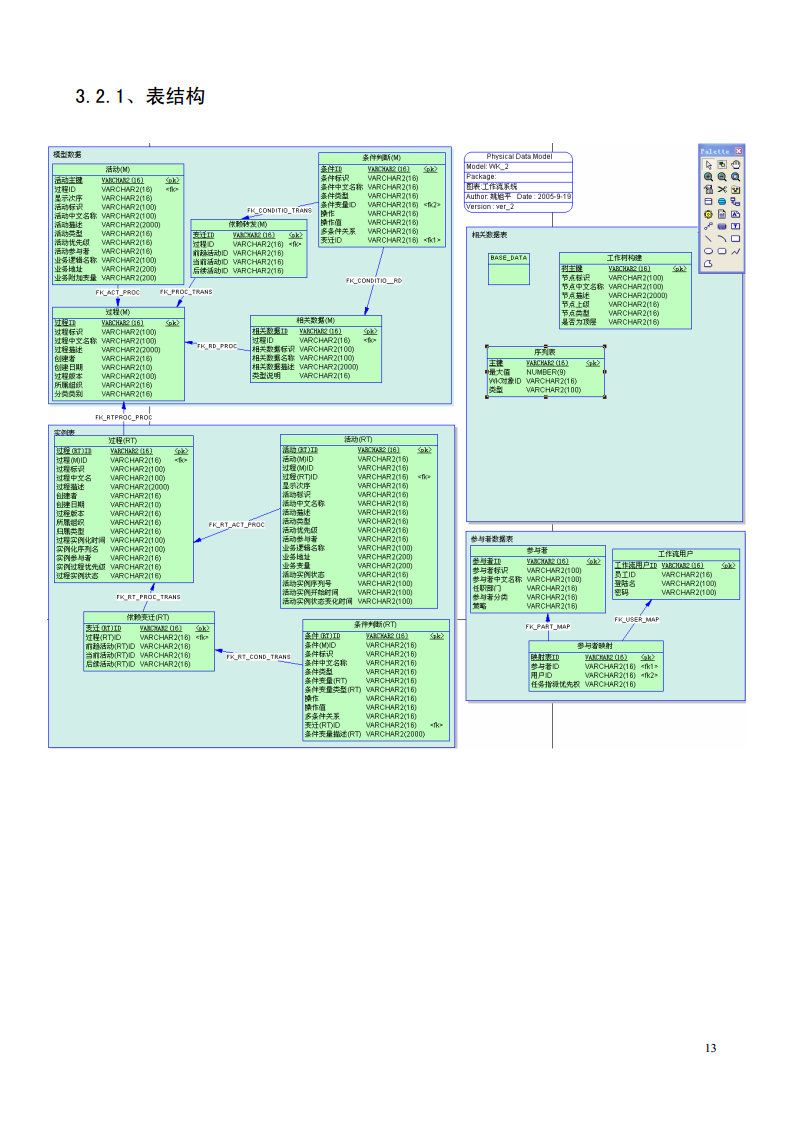 3.2.1、表结构
模型数据
活动(M)
活动主键 VARCHAR2(16) <pk>
过程ID VARCHAR2(16) <fk>
显示次序 VARCHAR2(16)
活动标识 VARCHAR2(100)
活动中文名称 VARCHAR2(100)
活动描述 VARCHAR2(2000)
活动类型 VARCHAR2(16)
活动优先级 VARCHAR2(16)
活动参与者 VARCHAR2(16)
业务逻辑名称 VARCHAR2(100)
业务地址 VARCHAR2(200)
业务附加变量 VARCHAR2(200)
条件判断(M)
条件ID VARCHAR2(16) <pk>
条件标识 VARCHAR2(16)
条件中文名称 VARCHAR2(16)
条件类型 VARCHAR2(16)
条件变量ID VARCHAR2(16) <fk2>
操作 VARCHAR2(16)
操作值 VARCHAR2(16)
多条件关系 VARCHAR2(16)
变迁ID VARCHAR2(16) <fk1>
FK_CONDITIO_TRANS
依赖转发(M)
变迁ID VARCHAR2(16) <pk>
过程ID VARCHAR2(16) <fk>
前趋活动ID VARCHAR2(16)
当前活动ID VARCHAR2(16)
后续活动ID VARCHAR2(16)
FK_CONDITIO__RD
FK_ACT_PROC
FK_PROC_TRANS
过程(M)
过程ID VARCHAR2(16) <pk>
过程标识 VARCHAR2(100)
过程中文名称 VARCHAR2(100)
过程描述 VARCHAR2(2000)
创建者 VARCHAR2(16)
创建日期 VARCHAR2(10)
过程版本 VARCHAR2(100)
所属组织 VARCHAR2(16)
分类类别 VARCHAR2(16)
FK_RD_PROC
相关数据(M)
相关数据ID VARCHAR2(16) <pk>
过程ID VARCHAR2(16) <fk>
相关数据标识 VARCHAR2(100)
相关数据名称 VARCHAR2(100)
相关数据描述 VARCHAR2(2000)
类型说明 VARCHAR2(16)
FK_RTPROC_PROC
实例表
过程(RT)
过程(RT)ID VARCHAR2(16) <pk>
过程(M)ID VARCHAR2(16) <fk>
过程标识 VARCHAR2(100)
过程中文名 VARCHAR2(100)
过程描述 VARCHAR2(2000)
创建者 VARCHAR2(16)
创建日期 VARCHAR2(10)
过程版本 VARCHAR2(16)
所属组织 VARCHAR2(16)
归属类型 VARCHAR2(16)
过程实例化时间 VARCHAR2(100)
实例化序列名 VARCHAR2(100)
实例参与者 VARCHAR2(16)
实例过程优先级 VARCHAR2(16)
过程实例状态 VARCHAR2(16)
FK_RT_ACT_PROC
活动(RT)
活动(RT)ID VARCHAR2(16) <pk>
活动(M)ID VARCHAR2(16)
过程(M)ID VARCHAR2(16)
过程(RT)ID VARCHAR2(16) <fk>
显示次序 VARCHAR2(16)
活动标识 VARCHAR2(16)
活动中文名称 VARCHAR2(16)
活动描述 VARCHAR2(16)
活动类型 VARCHAR2(16)
活动优先级 VARCHAR2(16)
活动参与者 VARCHAR2(16)
业务逻辑名称 VARCHAR2(100)
业务地址 VARCHAR2(200)
业务变量 VARCHAR2(200)
活动实例状态 VARCHAR2(16)
活动实例序列号 VARCHAR2(16)
活动实例开始时间 VARCHAR2(100)
活动实例状态变化时间 VARCHAR2(100)
FK_RT_PROC_TRANS
依赖变迁(RT)
变迁(RT)ID VARCHAR2(16) <pk>
过程(RT)ID VARCHAR2(16) <fk>
前趋活动(RT)ID VARCHAR2(16)
当前活动(RT)ID VARCHAR2(16)
后续活动(RT)ID VARCHAR2(16)
FK_RT_COND_TRANS
条件判断(RT)
条件(RT)ID VARCHAR2(16) <pk>
条件(M)ID VARCHAR2(16)
条件标识 VARCHAR2(16)
条件中文名称 VARCHAR2(16)
条件类型 VARCHAR2(16)
条件变量(RT) VARCHAR2(16)
条件变量类型(RT) VARCHAR2(16)
操作 VARCHAR2(16)
操作值 VARCHAR2(16)
多条件关系 VARCHAR2(16)
变迁(RT)ID VARCHAR2(16) <fk>
条件变量描述(RT) VARCHAR2(2000)
Physical Data Model
Model: WK_2
Package:
图表:工作流系统
Author: 姚旭平 Date : 2005-9-19
Version : ver_2
Palette
相关数据表
BASE_DATA
工作树构建
树主键 VARCHAR2(16) <pk>
节点标识 VARCHAR2(100)
节点中文名称 VARCHAR2(100)
节点描述 VARCHAR2(2000)
节点上级 VARCHAR2(16)
节点类型 VARCHAR2(16)
是否为顶层 VARCHAR2(16)
序列表
主键 VARCHAR2(16) <pk>
最大值 NUMBER(9)
WK对象ID VARCHAR2(16)
类型 VARCHAR2(100)
参与者数据表
参与者
参与者ID VARCHAR2(16) <pk>
参与者标识 VARCHAR2(100)
参与者中文名称 VARCHAR2(100)
任职部门 VARCHAR2(16)
参与者分类 VARCHAR2(16)
策略 VARCHAR2(16)
工作流用户
工作流用户ID VARCHAR2(16) <pk>
员工ID VARCHAR2(16)
登陆名 VARCHAR2(100)
密码 VARCHAR2(100)
FK_PART_MAP
FK_USER_MAP
参与者映射
映射表ID VARCHAR2(16) <pk>
参与者ID VARCHAR2(16) <fk1>
用户ID VARCHAR2(16) <fk2>
任务指派优先权 VARCHAR2(16)
13